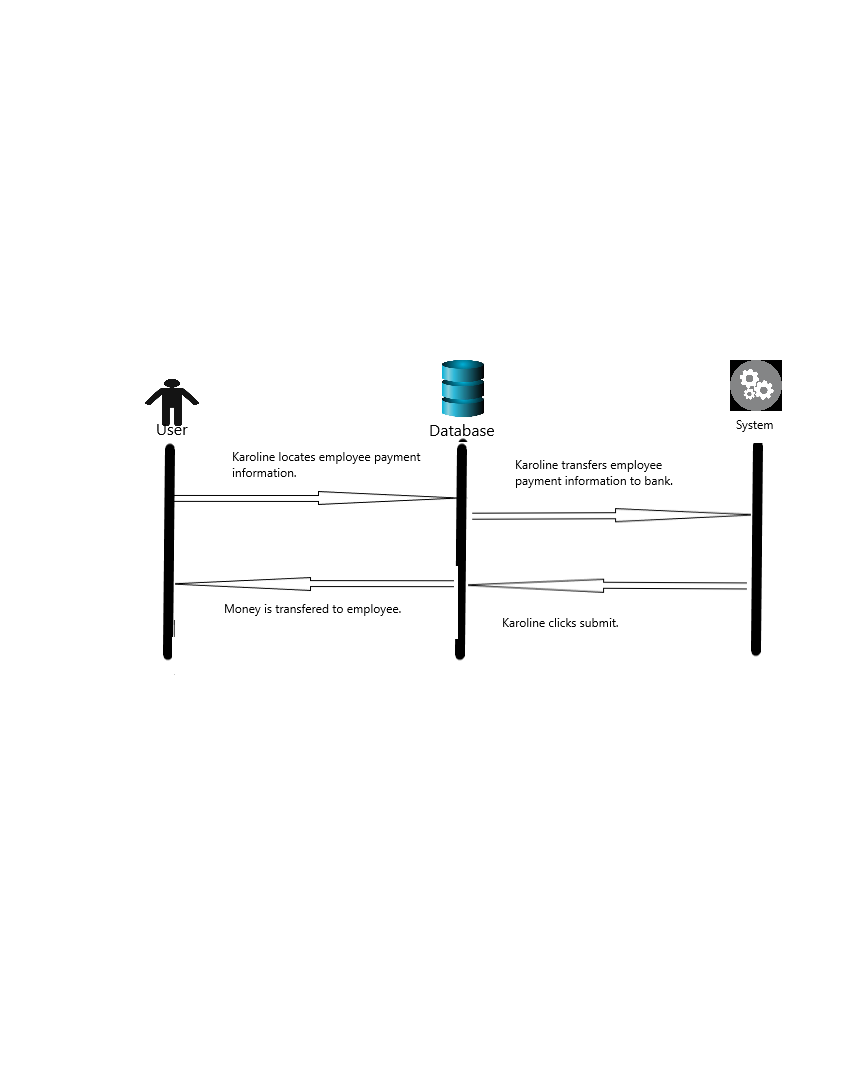 User
Database
System
Karoline locates employee payment
information.
Karoline transfers employee
payment information to bank.
Money is transfered to employee.
Karoline clicks submit.